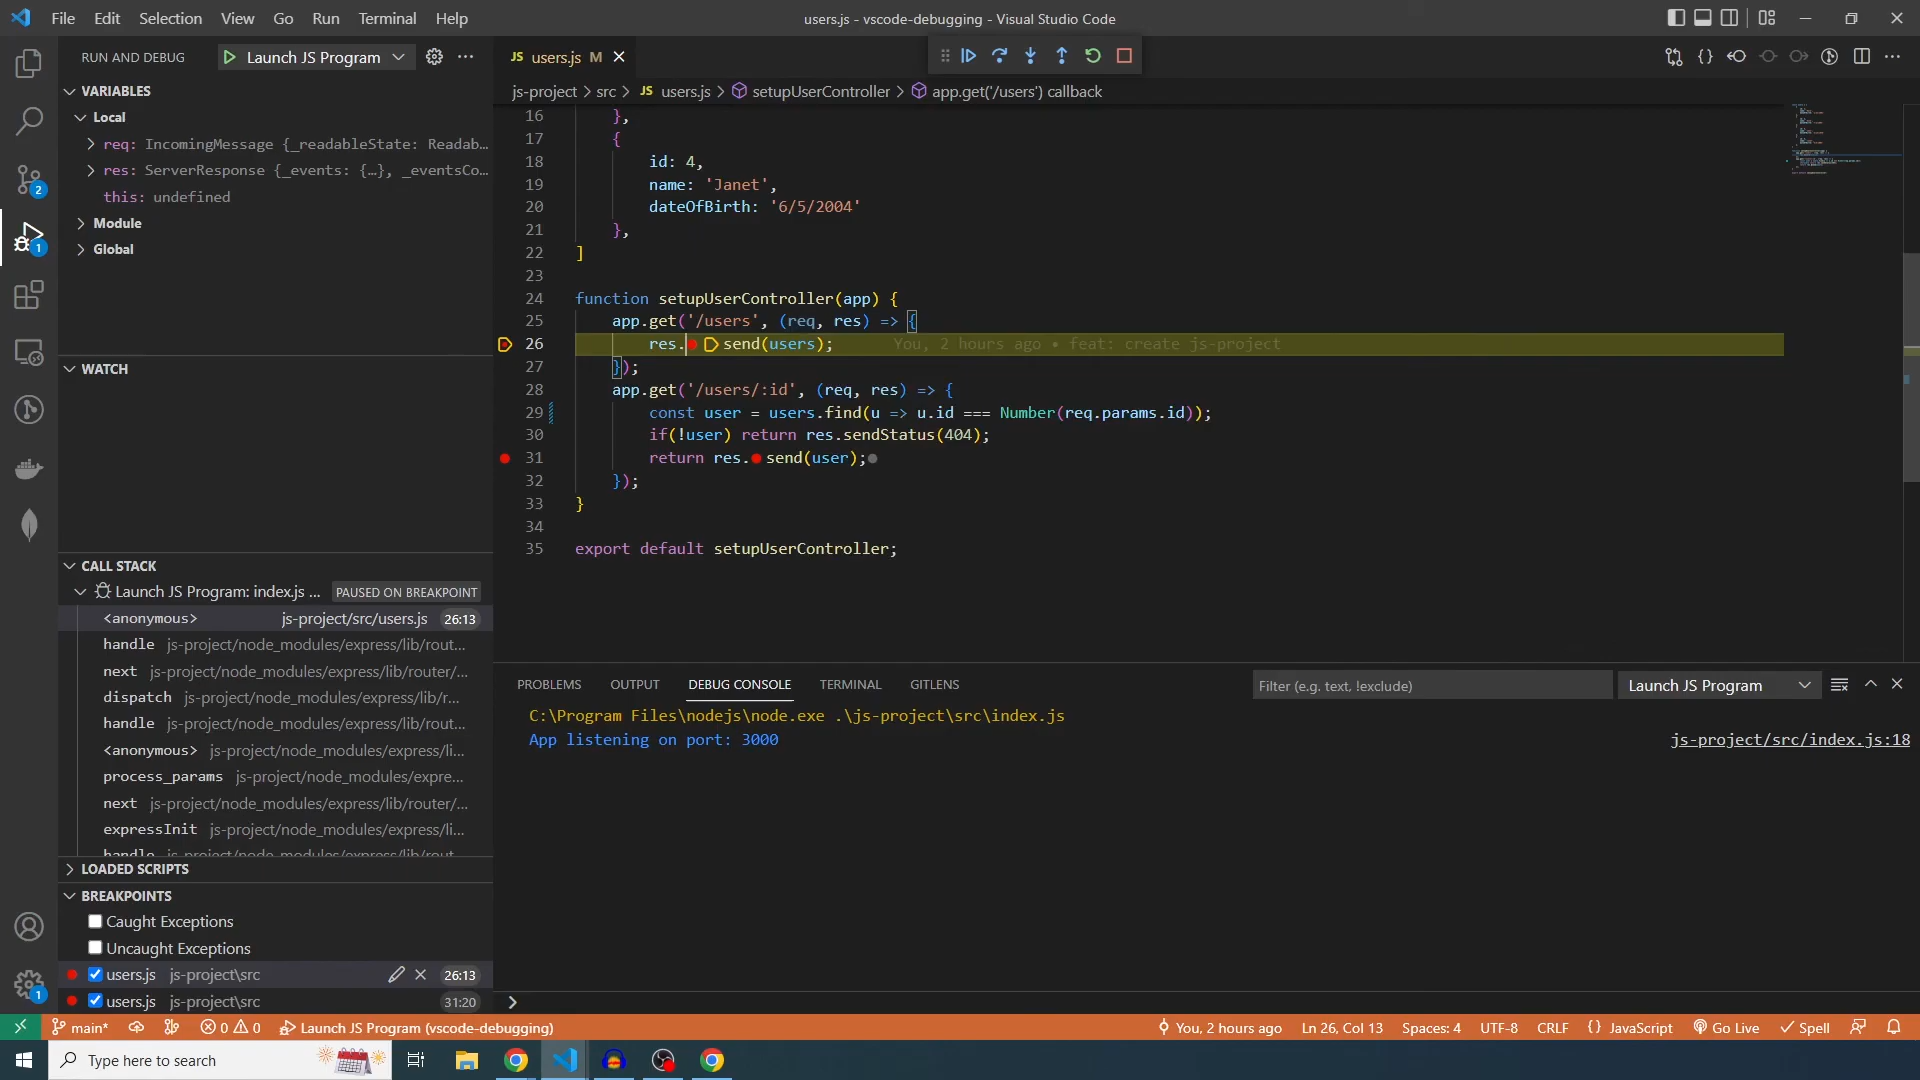 File Edit Selection View Go Run Terminal Help
users.js - vscode-debugging - Visual Studio Code
RUN AND DEBUG
Launch JS Program
JS users.js M
js-project > src > JS users.js > setupUserController > app.get('/users') callback
VARIABLES
Local
req: IncomingMessage {_readableState: Readab…
res: ServerResponse {_events: {…}, _eventsCo…
this: undefined
Module
Global
WATCH
CALL STACK
Launch JS Program: index.js ... PAUSED ON BREAKPOINT
<anonymous> js-project/src/users.js 26:13
handle js-project/node_modules/express/lib/rout...
next js-project/node_modules/express/lib/router/...
dispatch js-project/node_modules/express/lib/r...
handle js-project/node_modules/express/lib/rout...
<anonymous> js-project/node_modules/express/li...
process_params js-project/node_modules/expre...
next js-project/node_modules/express/lib/router/...
expressInit js-project/node_modules/express/li...
handle js-project/node_modules/express/lib/rout...
LOADED SCRIPTS
BREAKPOINTS
Caught Exceptions
Uncaught Exceptions
users.js js-project\src 26:13
users.js js-project\src 31:20
16 },
17 {
18 id: 4,
19 name: 'Janet',
20 dateOfBirth: '6/5/2004'
21 },
22 ]
23
24 function setupUserController(app) {
25 app.get('/users', (req, res) => {
26 res.send(users); You, 2 hours ago • feat: create js-project
27 });
28 app.get('/users/:id', (req, res) => {
29 const user = users.find(u => u.id === Number(req.params.id));
30 if(!user) return res.sendStatus(404);
31 return res.send(user);
32 });
33 }
34
35 export default setupUserController;
PROBLEMS OUTPUT DEBUG CONSOLE TERMINAL GITLENS
Filter (e.g. text, !exclude)
Launch JS Program
C:\Program Files\nodejs\node.exe .\js-project\src\index.js
App listening on port: 3000 js-project/src/index.js:18
main* 0 0 Launch JS Program (vscode-debugging)
You, 2 hours ago Ln 26, Col 13 Spaces: 4 UTF-8 CRLF {} JavaScript Go Live Spell
2
1
1
Type here to search